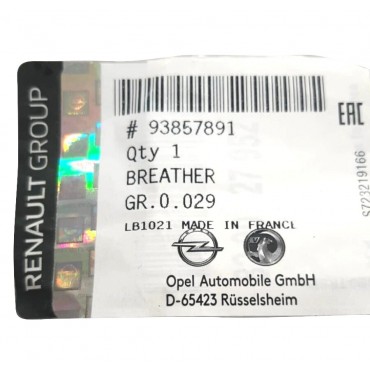 RENAULT GROUP
# 93857891
Qty 1
BREATHER
GR.0.029
LB1021 MADE IN FRANCE
Opel Automobile GmbH
D-65423 Rüsselsheim
EAC
S723219166